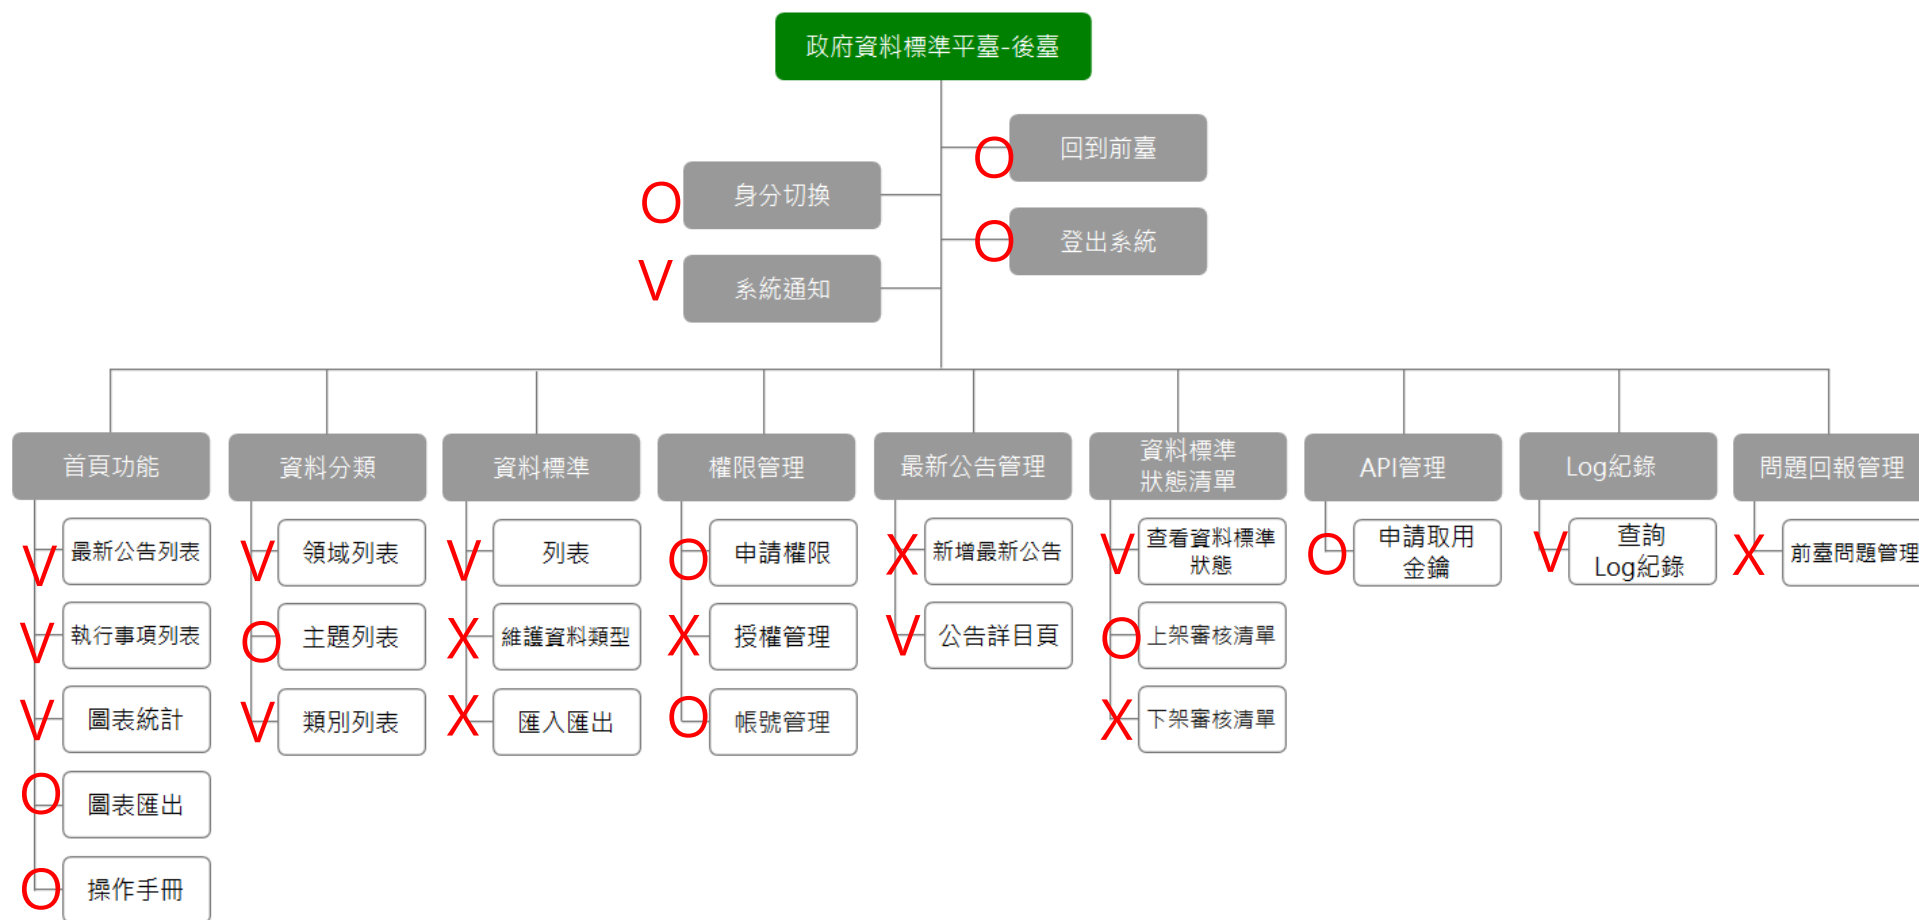 政府資料標準平臺-後臺
O 回到前臺
O 身分切換
O 登出系統
V 系統通知
首頁功能
V 最新公告列表
V 執行事項列表
V 圖表統計
O 圖表匯出
O 操作手冊
資料分類
V 領域列表
O 主題列表
V 類別列表
資料標準
V 列表
X 維護資料類型
X 匯入匯出
權限管理
O 申請權限
X 授權管理
O 帳號管理
最新公告管理
X 新增最新公告
V 公告詳目頁
資料標準
狀態清單
V 查看資料標準
狀態
O 上架審核清單
X 下架審核清單
API管理
O 申請取用
金鑰
Log紀錄
V 查詢
Log紀錄
問題回報管理
X 前臺問題管理